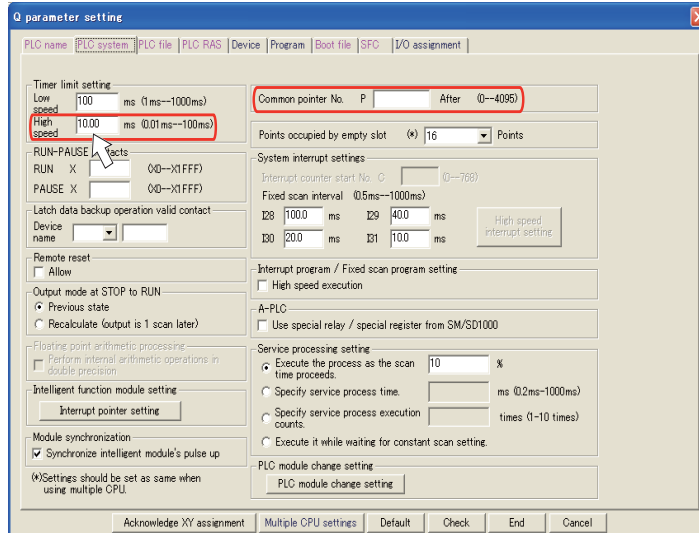 Q parameter setting
PLC name PLC system PLC file PLC RAS Device Program Boot file SFC I/O assignment
Timer limit setting
Low speed 100 ms (1ms--1000ms)
High speed 10.00 ms (0.01ms--100ms)
Common pointer No. P After (0--4095)
Points occupied by empty slot (*) 16 Points
RUN-PAUSE
RUN X (X0--X1FFF)
PAUSE X (X0--X1FFF)
System interrupt settings
Interrupt counter start No. C (0--768)
Fixed scan interval (0.5ms--1000ms)
I28 100.0 ms I29 40.0 ms
I30 20.0 ms I31 10.0 ms
High speed
interrupt setting
Latch data backup operation valid contact
Device
name
Remote reset
Allow
Interrupt program / Fixed scan program setting
High speed execution
Output mode at STOP to RUN
Previous state
Recalculate (output is 1 scan later)
A-PLC
Use special relay / special register from SM/SD1000
Floating point arithmetic processing
Perform internal arithmetic operations in
double precision
Service processing setting
Execute the process as the scan
time proceeds. 10 %
Specify service process time. ms (0.2ms-1000ms)
Specify service process execution
counts. times (1-10 times)
Execute it while waiting for constant scan setting.
Intelligent function module setting
Interrupt pointer setting
Module synchronization
Synchronize intelligent module's pulse up
PLC module change setting
PLC module change setting
(*)Settings should be set as same when
using multiple CPU.
Acknowledge XY assignment Multiple CPU settings Default Check End Cancel